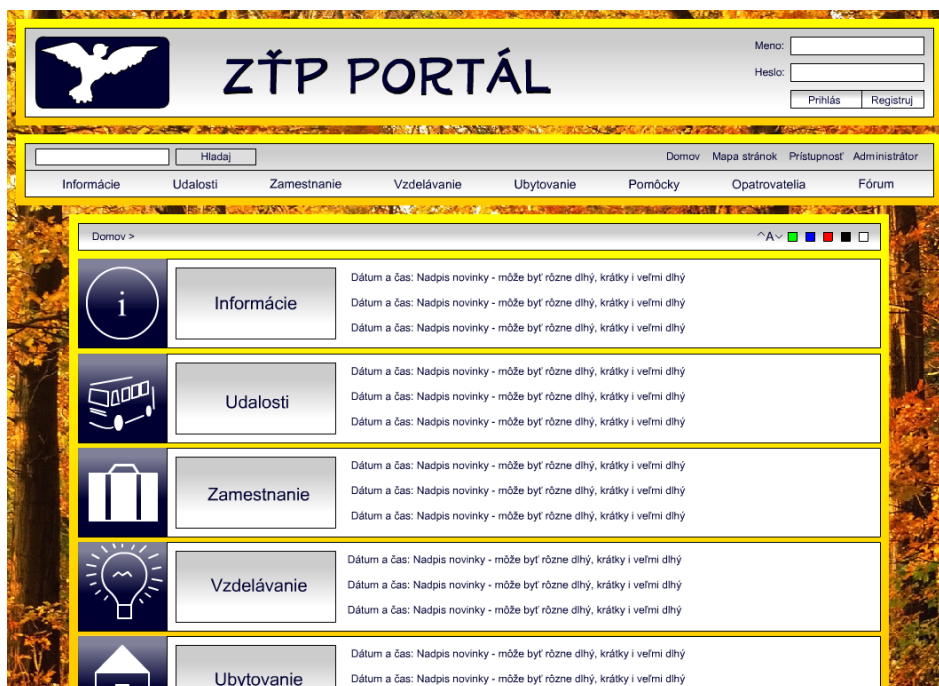 ZŤP PORTÁL
Meno:
Heslo:
Prihlás Registruj
Hladaj Domov Mapa stránok Prístupnosť Administrátor
Informácie Udalosti Zamestnanie Vzdelávanie Ubytovanie Pomôcky Opatrovatelia Fórum
Domov > ^A
Informácie
Dátum a čas: Nadpis novinky - môže byť rôzne dlhý, krátky i veľmi dlhý
Dátum a čas: Nadpis novinky - môže byť rôzne dlhý, krátky i veľmi dlhý
Dátum a čas: Nadpis novinky - môže byť rôzne dlhý, krátky i veľmi dlhý
Udalosti
Dátum a čas: Nadpis novinky - môže byť rôzne dlhý, krátky i veľmi dlhý
Dátum a čas: Nadpis novinky - môže byť rôzne dlhý, krátky i veľmi dlhý
Dátum a čas: Nadpis novinky - môže byť rôzne dlhý, krátky i veľmi dlhý
Zamestnanie
Dátum a čas: Nadpis novinky - môže byť rôzne dlhý, krátky i veľmi dlhý
Dátum a čas: Nadpis novinky - môže byť rôzne dlhý, krátky i veľmi dlhý
Dátum a čas: Nadpis novinky - môže byť rôzne dlhý, krátky i veľmi dlhý
Vzdelávanie
Dátum a čas: Nadpis novinky - môže byť rôzne dlhý, krátky i veľmi dlhý
Dátum a čas: Nadpis novinky - môže byť rôzne dlhý, krátky i veľmi dlhý
Dátum a čas: Nadpis novinky - môže byť rôzne dlhý, krátky i veľmi dlhý
Ubytovanie
Dátum a čas: Nadpis novinky - môže byť rôzne dlhý, krátky i veľmi dlhý
Dátum a čas: Nadpis novinky - môže byť rôzne dlhý, krátky i veľmi dlhý